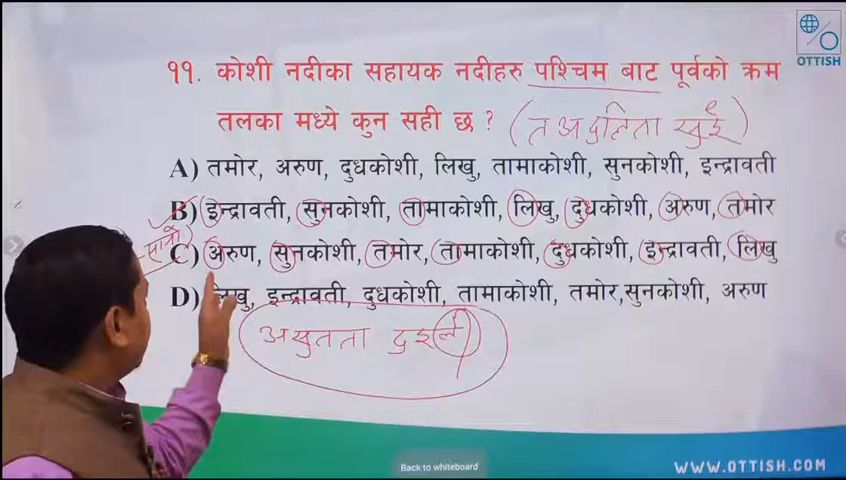 OTTISH
११. कोशी नदीका सहायक नदीहरु पश्चिम बाट पूर्वको क्रम
तलका मध्ये कुन सही छ ?
A) तमोर, अरुण, दुधकोशी, लिखु, तामाकोशी, सुनकोशी, इन्द्रावती
B) इन्द्रावती, सुनकोशी, तामाकोशी, लिखु, दुधकोशी, अरुण, तमोर
C) अरुण, सुनकोशी, तमोर, तामाकोशी, दुधकोशी, इन्द्रावती, लिखु
D) लिखु, इन्द्रावती, दुधकोशी, तामाकोशी, तमोर,सुनकोशी, अरुण
Back to whiteboard
WWW.OTTISH.COM